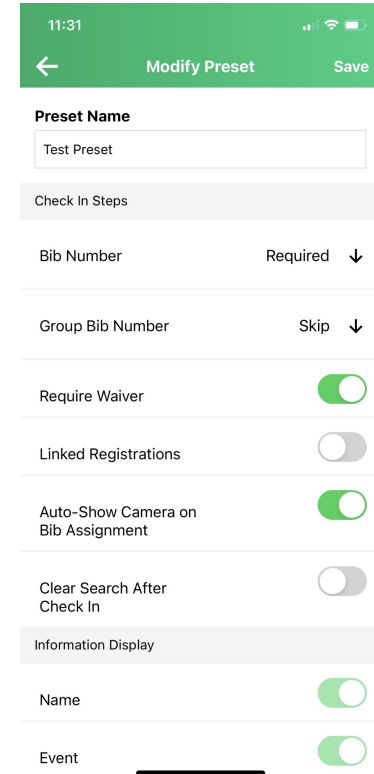 11:31
Modify Preset Save
Preset Name
Test Preset
Check In Steps
Bib Number Required
Group Bib Number Skip
Require Waiver
Linked Registrations
Auto-Show Camera on
Bib Assignment
Clear Search After
Check In
Information Display
Name
Event